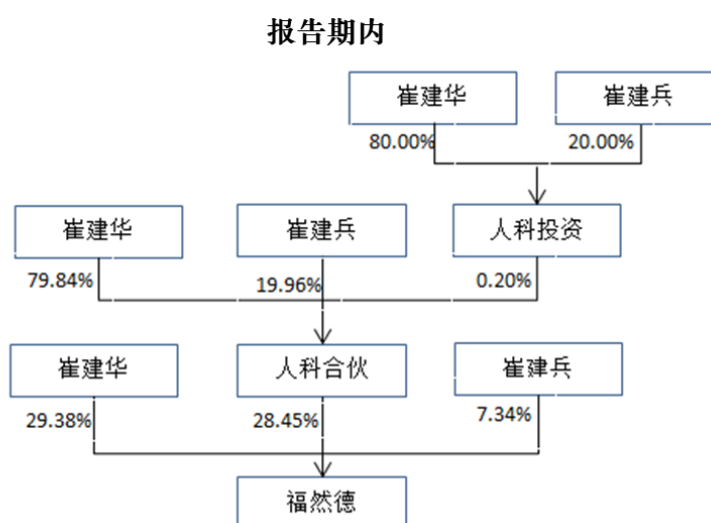 报告期内
崔建华 崔建兵
80.00% 20.00%
崔建华 崔建兵 人科投资
79.84% 19.96% 0.20%
崔建华 人科合伙 崔建兵
29.38% 28.45% 7.34%
福然德